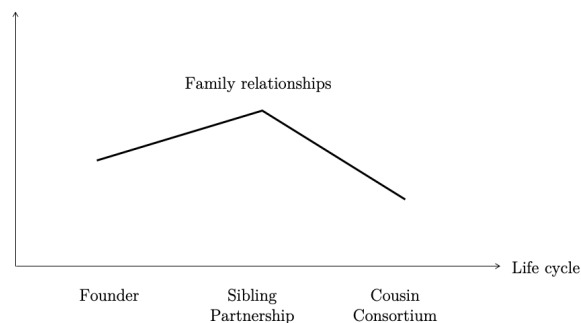 Family relationships
Life cycle
Founder
Sibling
Partnership
Cousin
Consortium